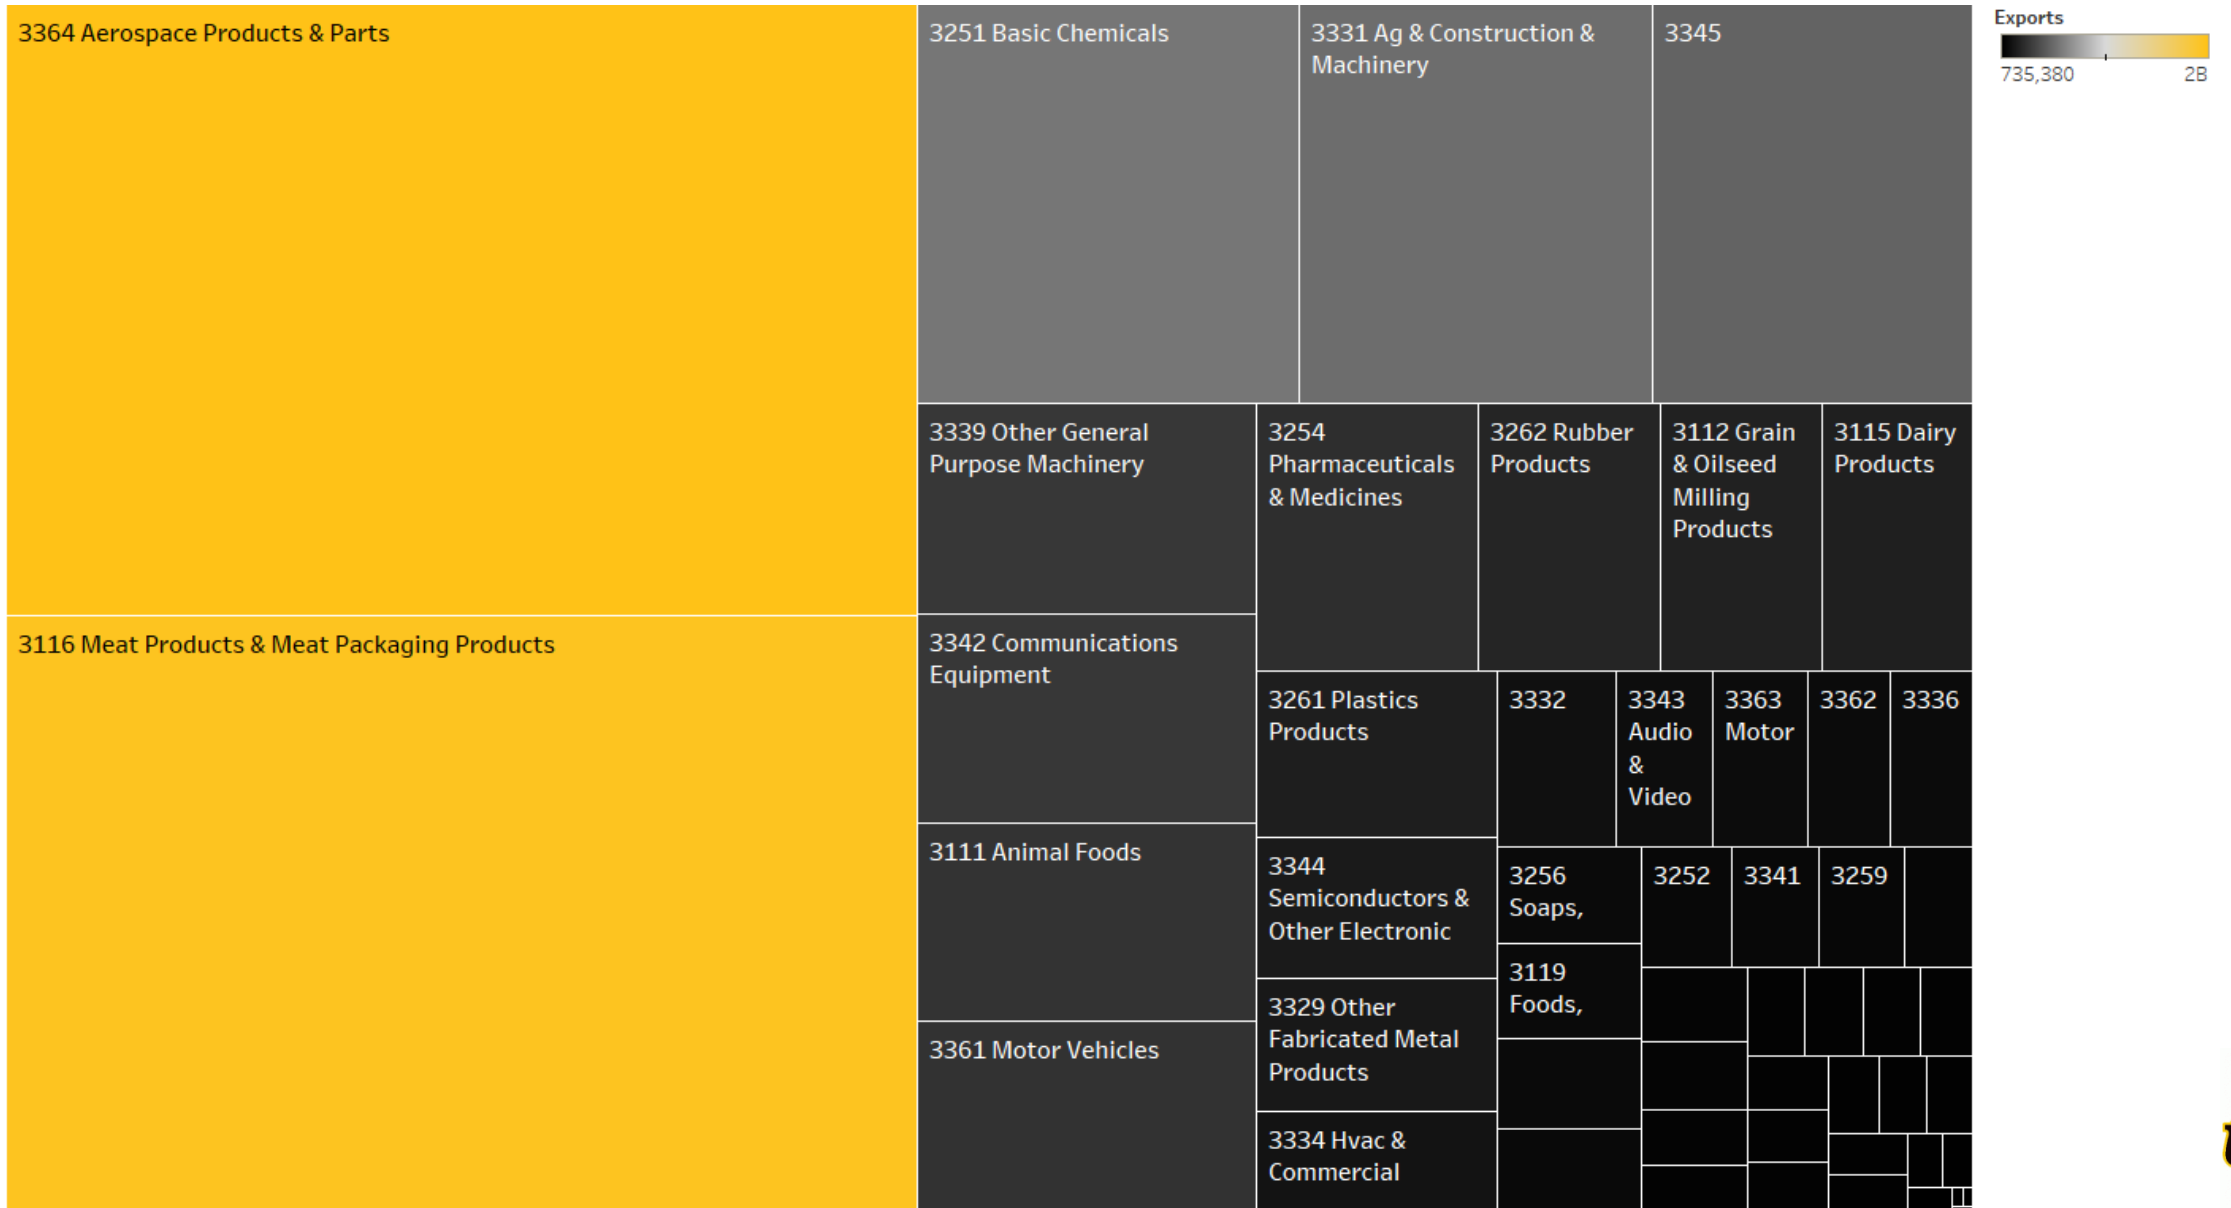 3364 Aerospace Products & Parts
3116 Meat Products & Meat Packaging Products
3251 Basic Chemicals
3331 Ag & Construction &
Machinery
3345
3339 Other General
Purpose Machinery
3342 Communications
Equipment
3111 Animal Foods
3361 Motor Vehicles
3254
Pharmaceuticals
& Medicines
3262 Rubber
Products
3112 Grain
& Oilseed
Milling
Products
3115 Dairy
Products
3261 Plastics
Products
3344
Semiconductors &
Other Electronic
3329 Other
Fabricated Metal
Products
3334 Hvac &
Commercial
3332
3343
Audio
&
Video
3363
Motor
3362
3336
3256
Soaps,
3119
Foods,
3252
3341
3259
Exports
735,380
2B